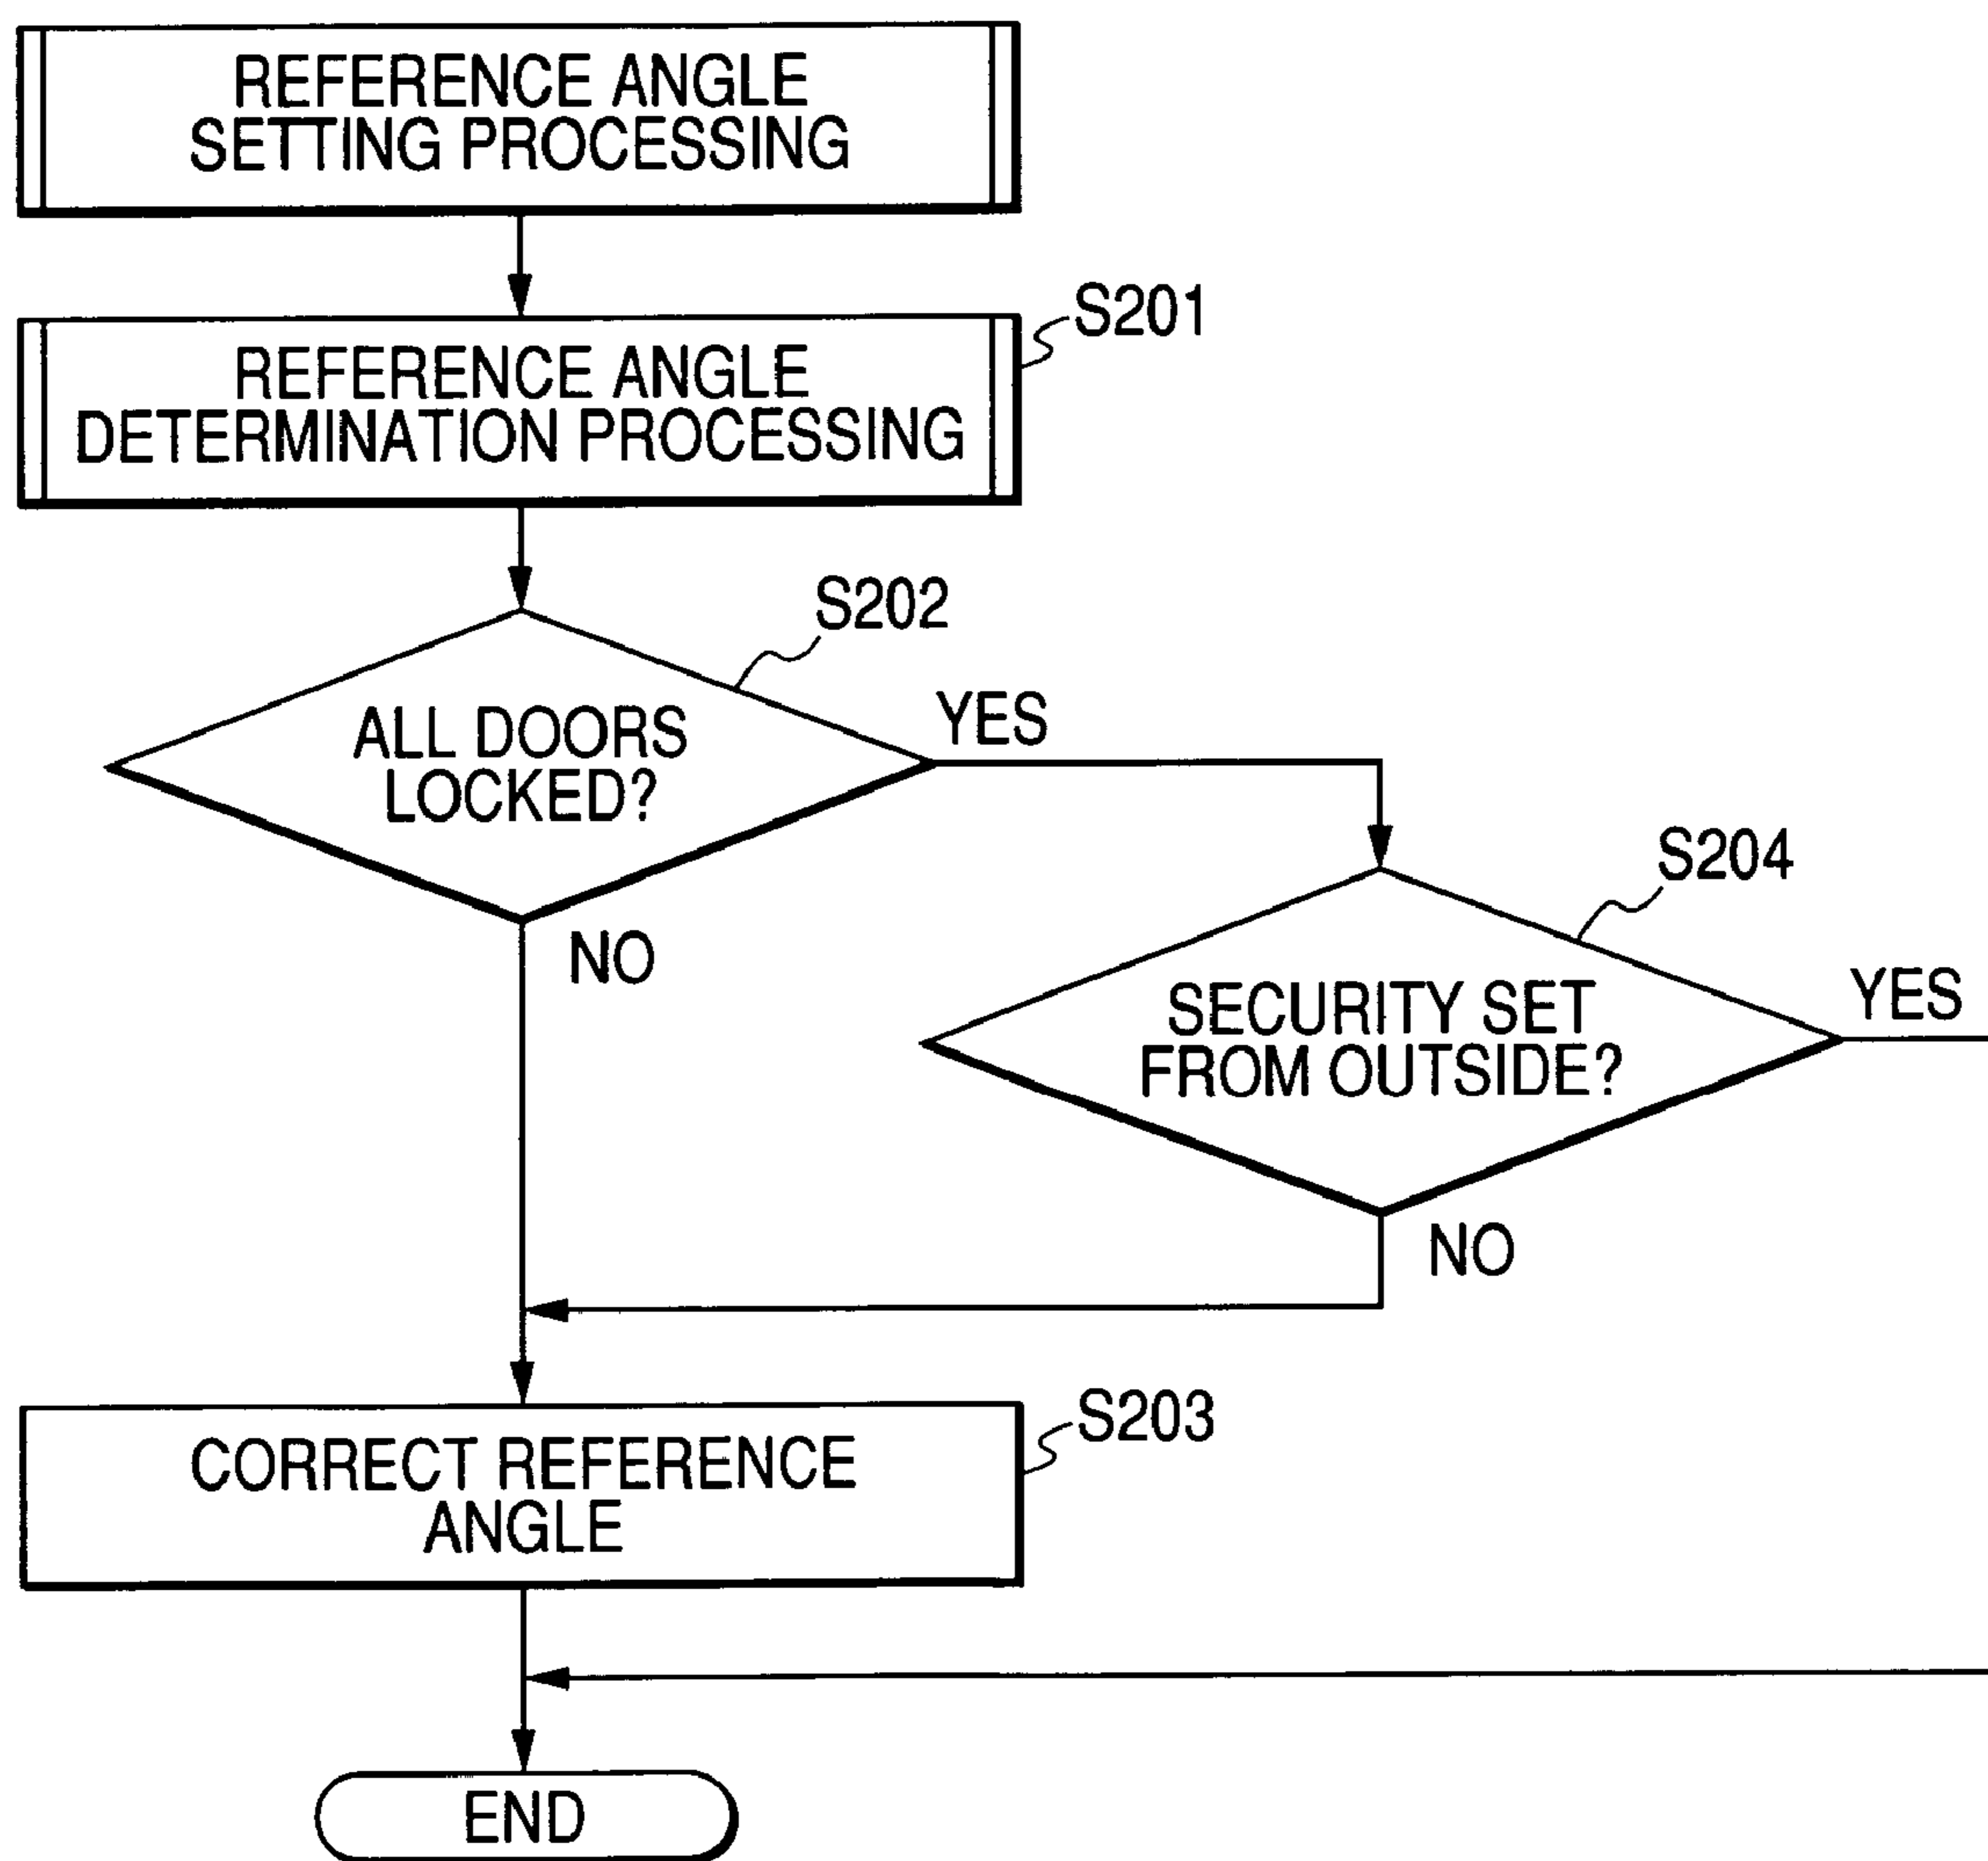 REFERENCE ANGLE
SETTING PROCESSING
S201
REFERENCE ANGLE
DETERMINATION PROCESSING
S202
ALL DOORS
LOCKED?
YES
NO
S204
SECURITY SET
FROM OUTSIDE?
YES
NO
S203
CORRECT REFERENCE
ANGLE
END